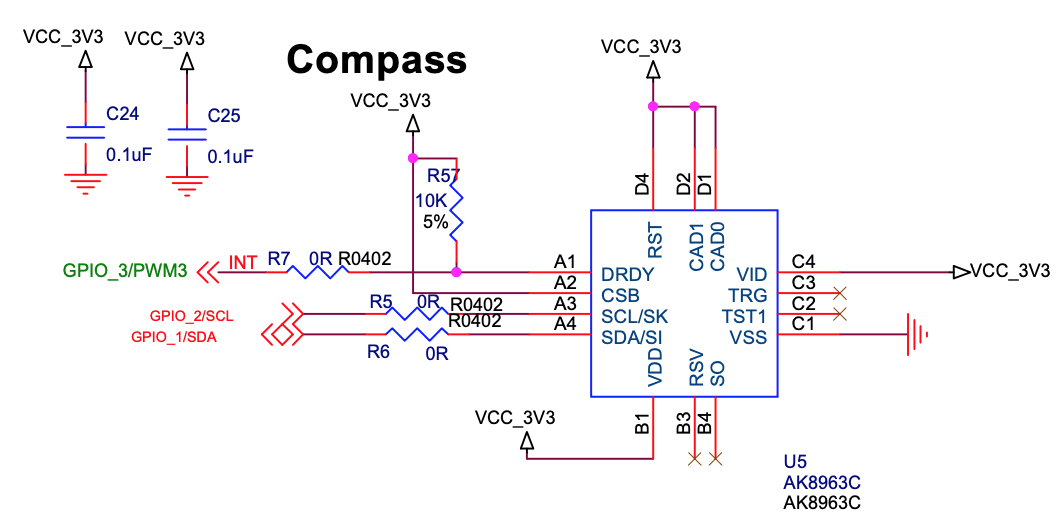 VCC_3V3
VCC_3V3
Compass
VCC_3V3
VCC_3V3
C24
0.1uF
C25
0.1uF
R57
10K
5%
D4
D2
D1
RST
CAD1
CAD0
GPIO_3/PWM3
INT
R7
0R
R0402
A1
DRDY
VID
C4
VCC_3V3
A2
CSB
TRG
C3
GPIO_2/SCL
R5
0R
R0402
A3
SCL/SK
TST1
C2
GPIO_1/SDA
R6
0R
R0402
A4
SDA/SI
VSS
C1
VDD
RSV
SO
VCC_3V3
B1
B3
B4
U5
AK8963C
AK8963C